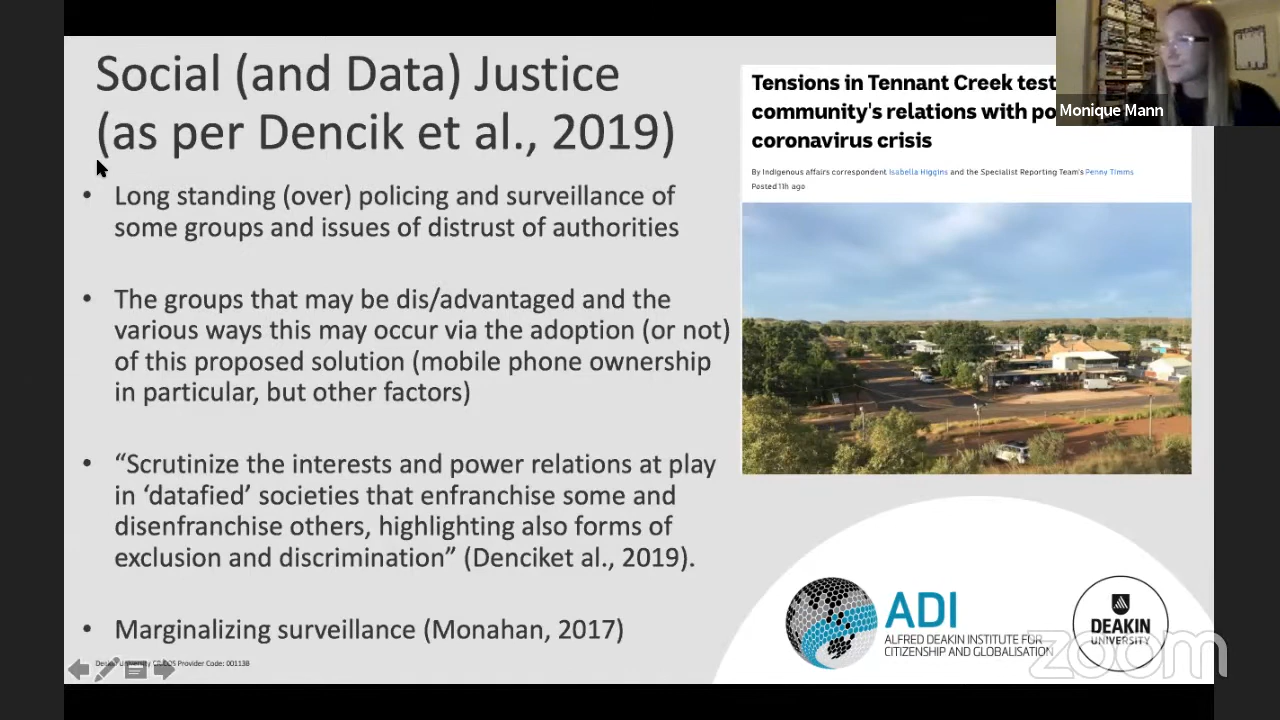 Social (and Data) Justice
(as per Dencik et al., 2019)
• Long standing (over) policing and surveillance of
some groups and issues of distrust of authorities
• The groups that may be dis/advantaged and the
various ways this may occur via the adoption (or not)
of this proposed solution (mobile phone ownership
in particular, but other factors)
• “Scrutinize the interests and power relations at play
in ‘datafied’ societies that enfranchise some and
disenfranchise others, highlighting also forms of
exclusion and discrimination” (Denciket al., 2019).
• Marginalizing surveillance (Monahan, 2017)
Provider Code: 00113B
Tensions in Tennant Creek test
community's relations with po
coronavirus crisis
By Indigenous affairs correspondent Isabella Higgins and the Specialist Reporting Team's Penny Timms
Posted 11h ago
Monique Mann
ADI
ALFRED DEAKIN INSTITUTE FOR
CITIZENSHIP AND GLOBALISATION
DEAKIN
UNIVERSITY
zoom